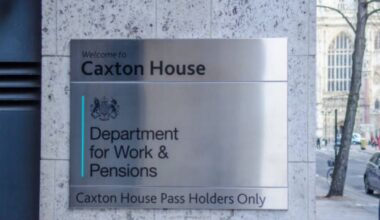 Welcome to
Caxton House
Department
for Work &
Pensions
Caxton House Pass Holders Only